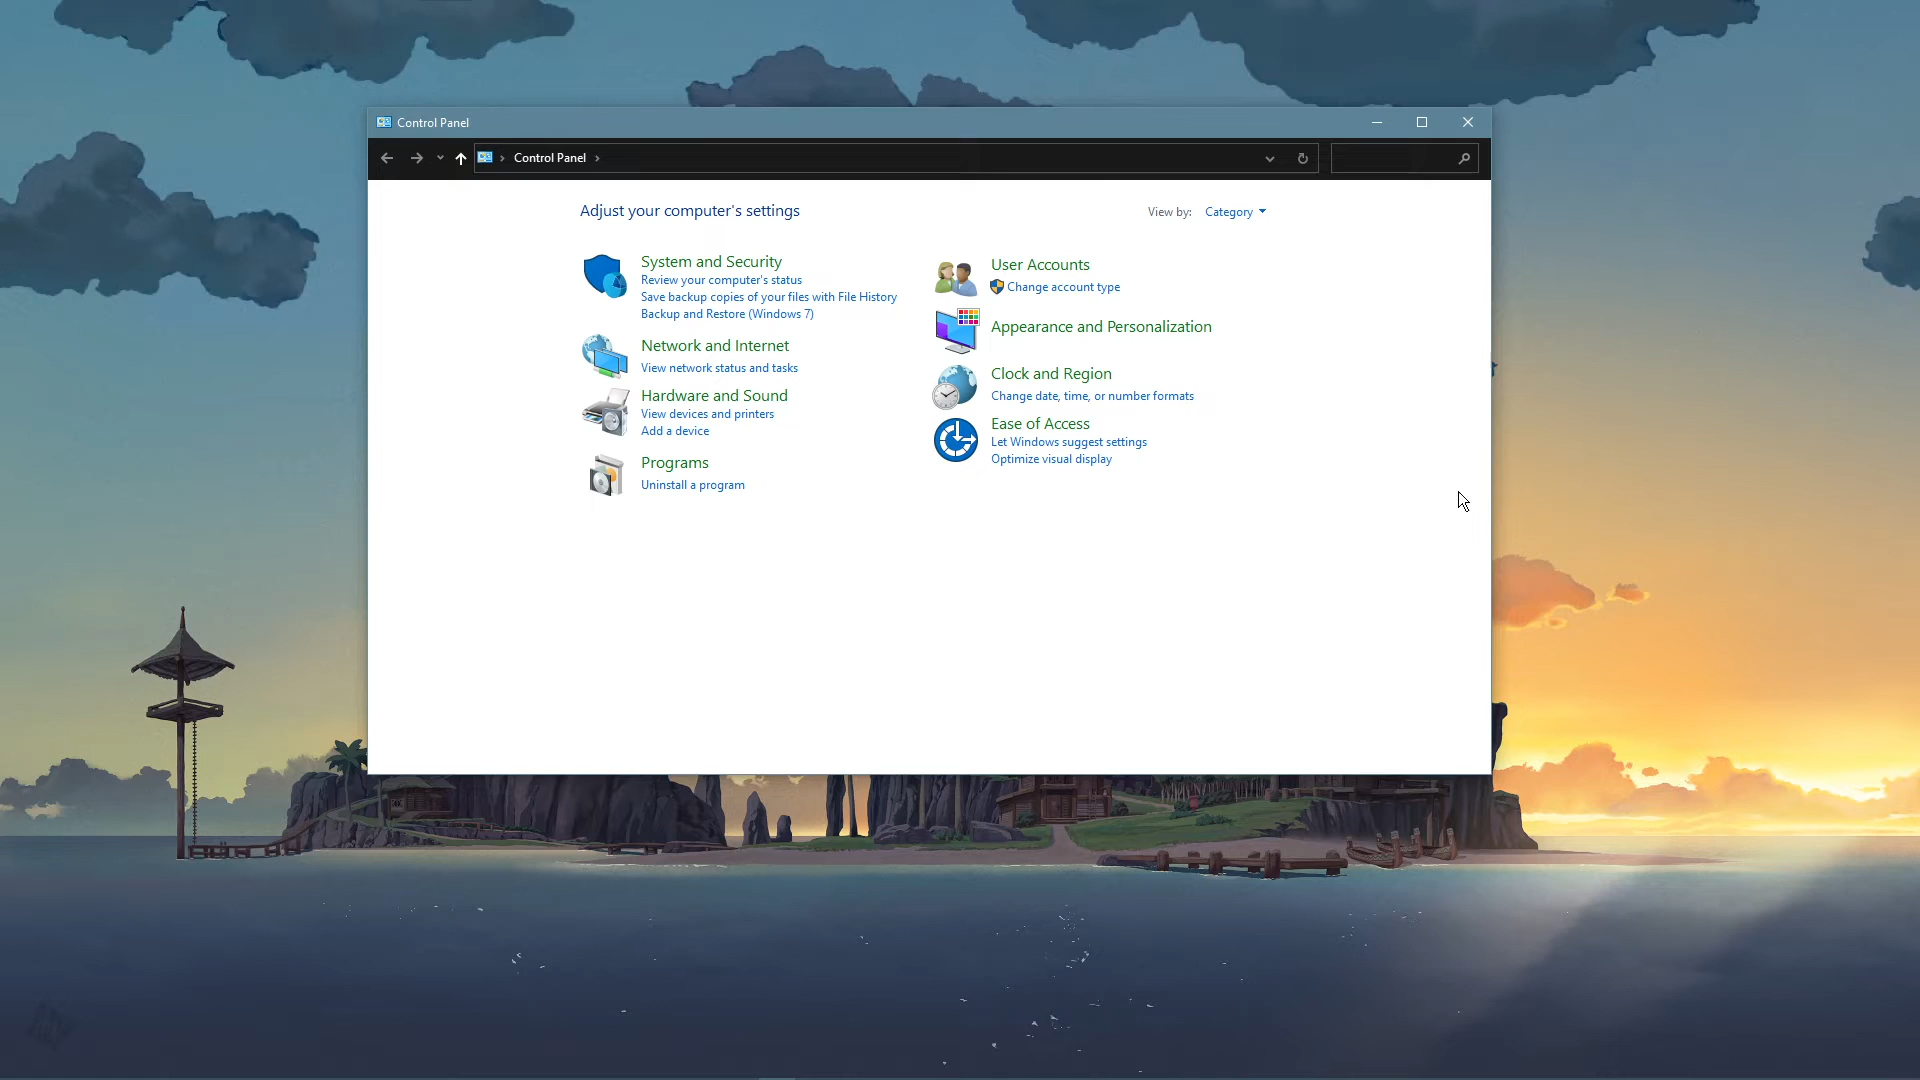 Control Panel
Control Panel
Adjust your computer's settings
View by: Category
System and Security
Review your computer's status
Save backup copies of your files with File History
Backup and Restore (Windows 7)
Network and Internet
View network status and tasks
Hardware and Sound
View devices and printers
Add a device
Programs
Uninstall a program
User Accounts
Change account type
Appearance and Personalization
Clock and Region
Change date, time, or number formats
Ease of Access
Let Windows suggest settings
Optimize visual display